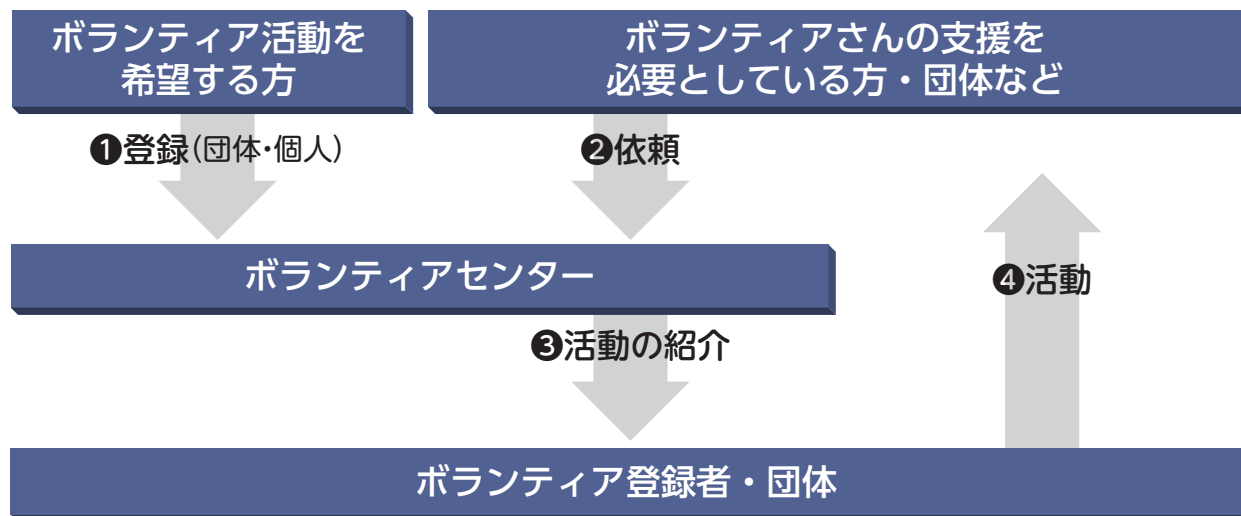 ボランティア活動を
希望する方
ボランティアさんの支援を
必要としている方・団体など
❶登録(団体・個人)
❷依頼
ボランティアセンター
❹活動
❸活動の紹介
ボランティア登録者・団体